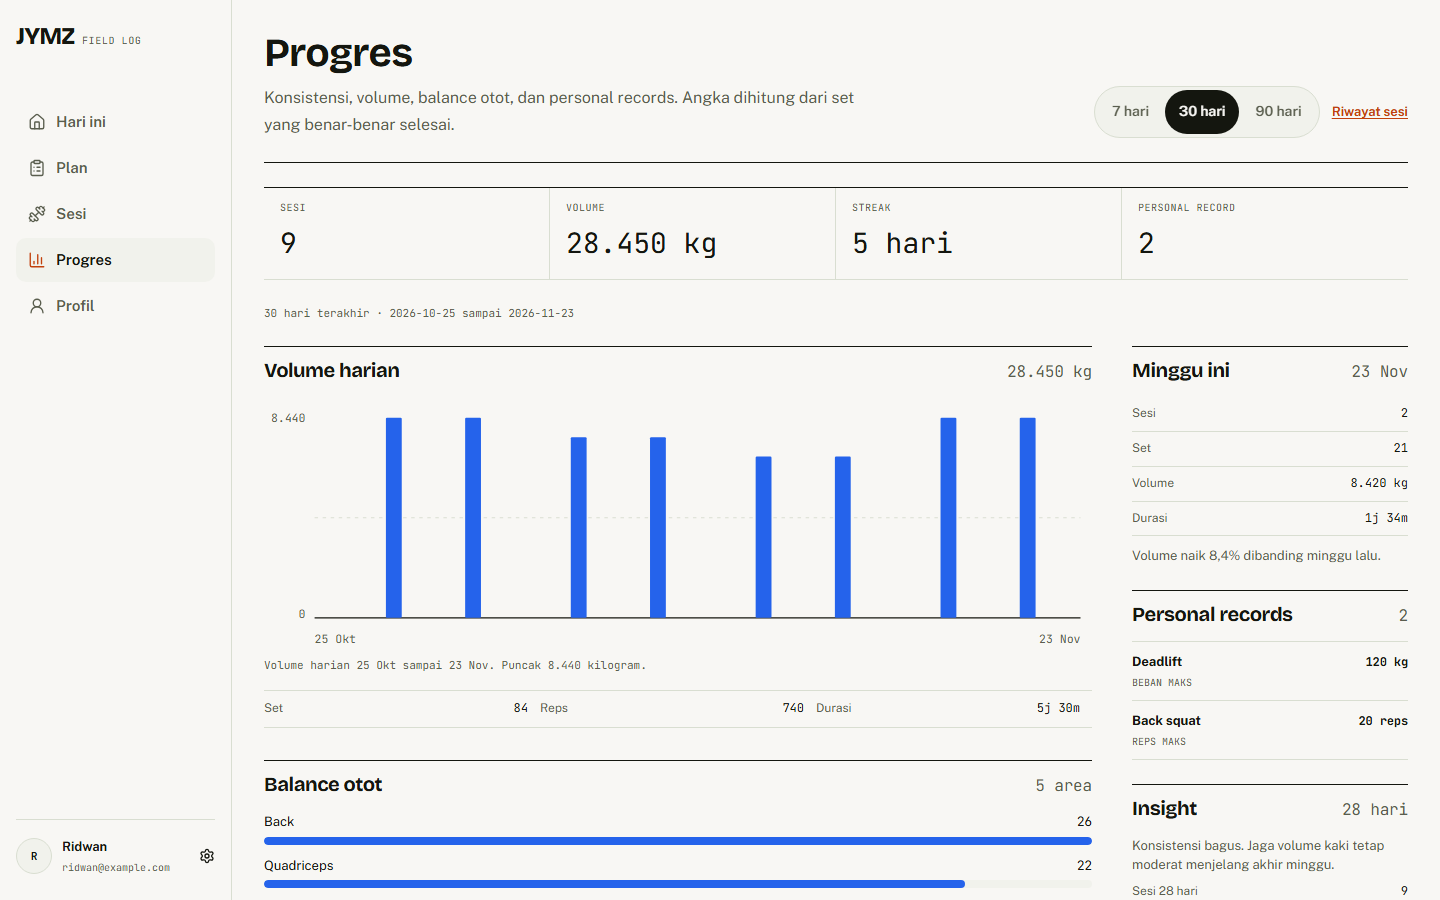 JYMZ FIELD LOG
Hari ini
Plan
Sesi
Progres
Profil
R
Ridwan
ridwan@example.com
Progres
Konsistensi, volume, balance otot, dan personal records. Angka dihitung dari set
yang benar-benar selesai.
7 hari 30 hari 90 hari Riwayat sesi
SESI
9
VOLUME
28.450 kg
STREAK
5 hari
PERSONAL RECORD
2
30 hari terakhir · 2026-10-25 sampai 2026-11-23
Volume harian 28.450 kg
8.440
0
25 Okt 23 Nov
Volume harian 25 Okt sampai 23 Nov. Puncak 8.440 kilogram.
Set 84 Reps 740 Durasi 5j 30m
Balance otot 5 area
Back 26
Quadriceps 22
Minggu ini 23 Nov
Sesi 2
Set 21
Volume 8.420 kg
Durasi 1j 34m
Volume naik 8,4% dibanding minggu lalu.
Personal records 2
Deadlift 120 kg
BEBAN MAKS
Back squat 20 reps
REPS MAKS
Insight 28 hari
Konsistensi bagus. Jaga volume kaki tetap
moderat menjelang akhir minggu.
Sesi 28 hari 9